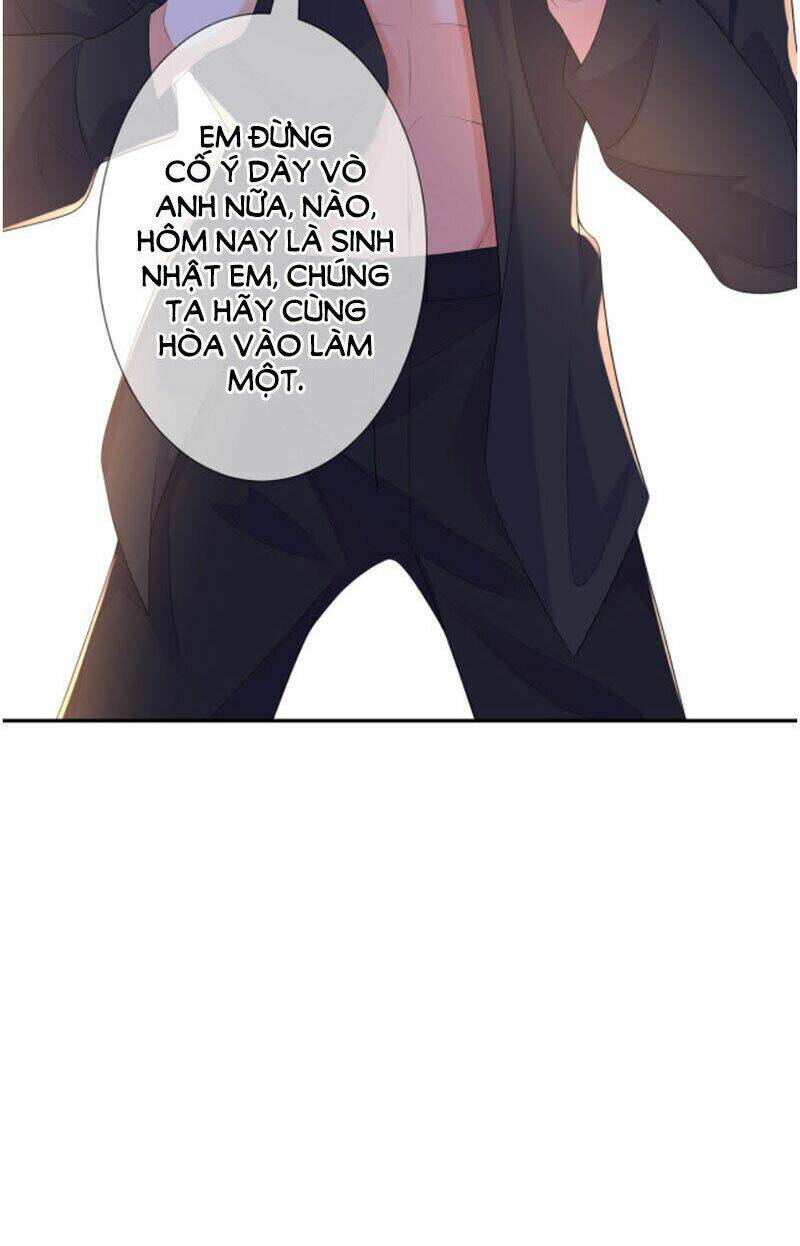 EM ĐỪNG
CỐ Ý DÀY VÒ
ANH NỮA, NÀO,
HÔM NAY LÀ SINH
NHẬT EM, CHÚNG
TA HÃY CÙNG
HÒA VÀO LÀM
MỘT.